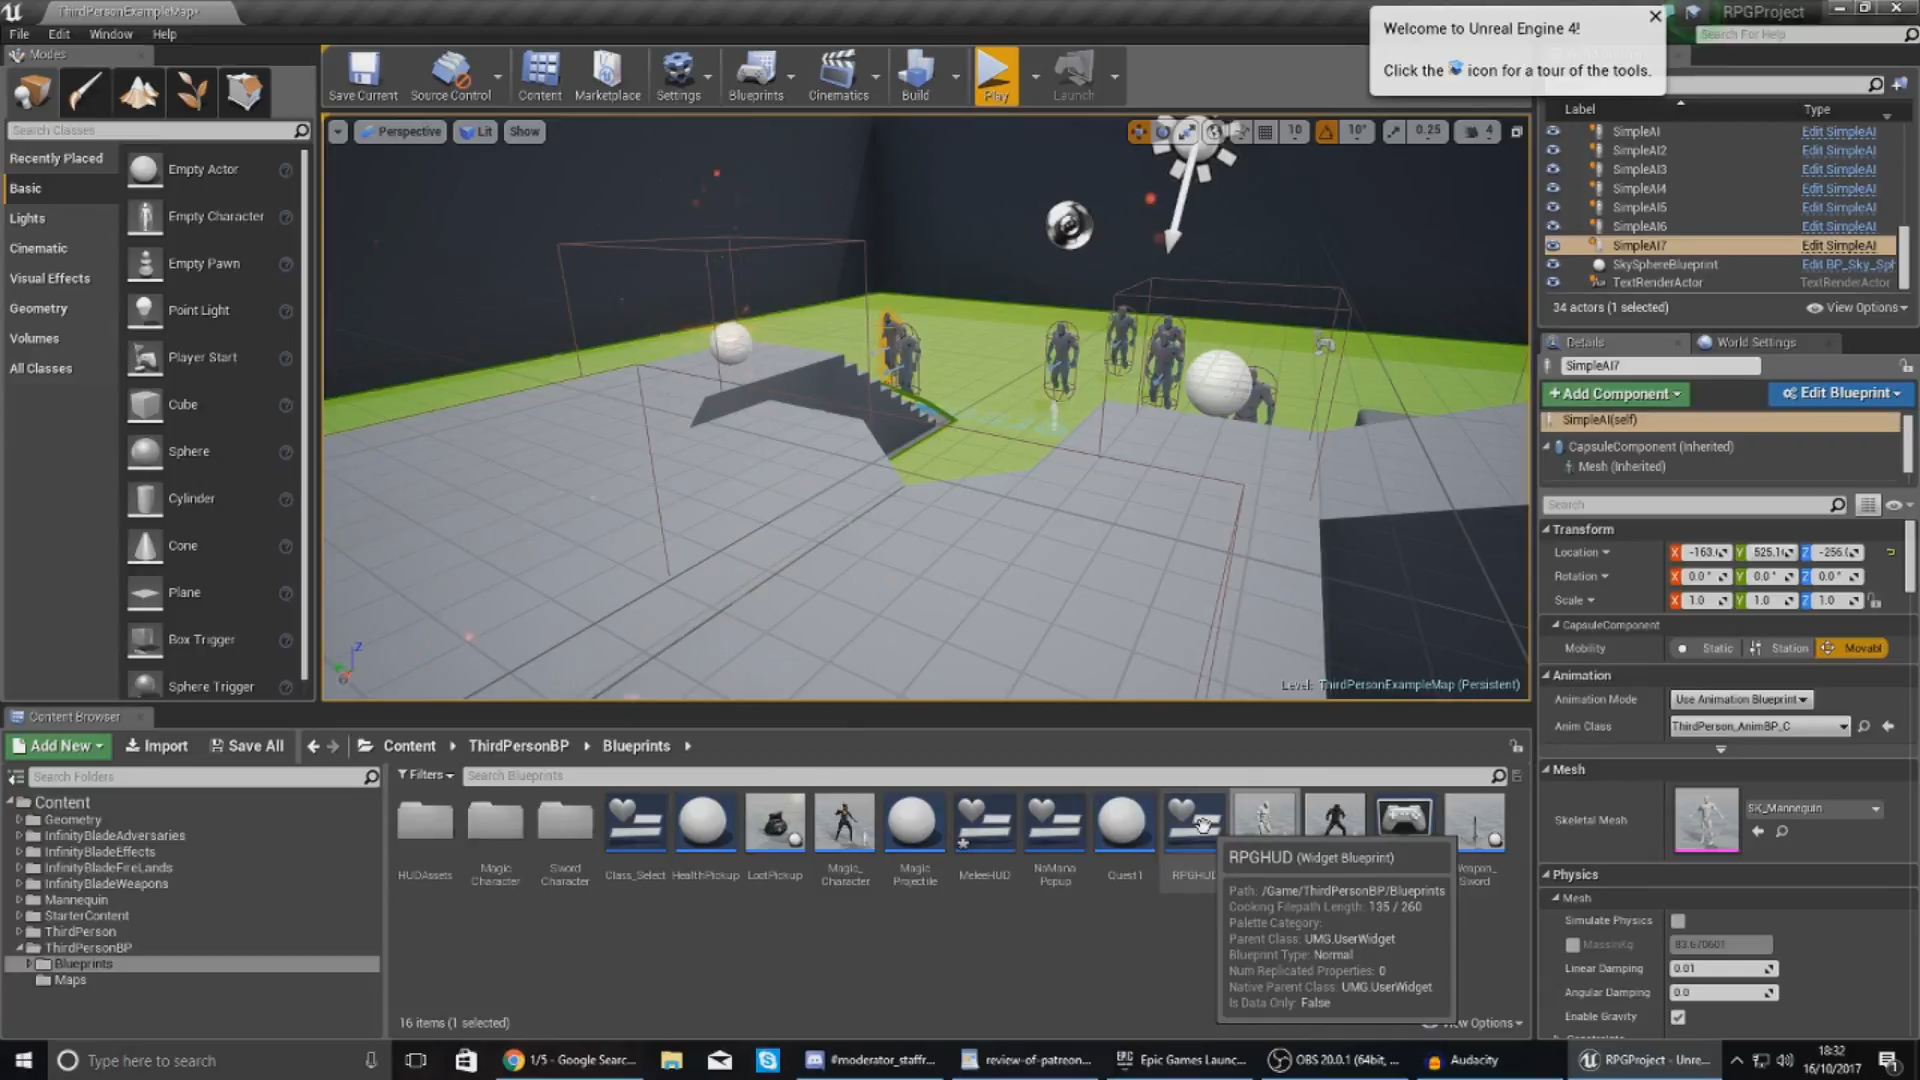 ThirdPersonExampleMap*
RPGProject
File Edit Window Help
Search For Help
Welcome to Unreal Engine 4!
Click the icon for a tour of the tools.
Modes
Save Current Source Control Content Marketplace Settings Blueprints Cinematics Build Play Launch
Search Classes
Recently Placed
Basic
Lights
Cinematic
Visual Effects
Geometry
Volumes
All Classes
Empty Actor
Empty Character
Empty Pawn
Point Light
Player Start
Cube
Sphere
Cylinder
Cone
Plane
Box Trigger
Sphere Trigger
Perspective Lit Show
10 10° 0.25 4
Level: ThirdPersonExampleMap (Persistent)
Label Type
SimpleAI Edit SimpleAI
SimpleAI2 Edit SimpleAI
SimpleAI3 Edit SimpleAI
SimpleAI4 Edit SimpleAI
SimpleAI5 Edit SimpleAI
SimpleAI6 Edit SimpleAI
SimpleAI7 Edit SimpleAI
SkySphereBlueprint Edit BP_Sky_Sph
TextRenderActor TextRenderActor
34 actors (1 selected) View Options
Details World Settings
SimpleAI7
+Add Component Edit Blueprint
SimpleAI(self)
CapsuleComponent (Inherited)
Mesh (Inherited)
Search
Transform
Location X -163.( Y 525.1( Z -256.(
Rotation X 0.0° Y 0.0° Z 0.0°
Scale X 1.0 Y 1.0 Z 1.0
CapsuleComponent
Mobility Static Station Movabl
Animation
Animation Mode Use Animation Blueprint
Anim Class ThirdPerson_AnimBP_C
Mesh
Skeletal Mesh SK_Mannequin
Physics
Mesh
Simulate Physics
MassInKg 83.670601
Linear Damping 0.01
Angular Damping 0.0
Enable Gravity
Content Browser
Add New Import Save All Content ThirdPersonBP Blueprints
Search Folders
Filters Search Blueprints
Content
Geometry
InfinityBladeAdversaries
InfinityBladeEffects
InfinityBladeFireLands
InfinityBladeWeapons
Mannequin
StarterContent
ThirdPerson
ThirdPersonBP
Blueprints
Maps
HUDAssets
Magic Character
Sword Character
Class_Select
HealthPickup
LootPickup
Magic_ Character
Magic Projectile
MeleeHUD
NoMana Popup
Quest1
RPGHUD
Sword
RPGHUD (Widget Blueprint)
Path: /Game/ThirdPersonBP/Blueprints
Cooking Filepath Length: 135 / 260
Palette Category:
Parent Class: UMG.UserWidget
Blueprint Type: Normal
Num Replicated Properties: 0
Native Parent Class: UMG.UserWidget
Is Data Only: False
16 items (1 selected)
View Options
Type here to search
1/5 - Google Searc...
#moderator_staffr...
review-of-patreon...
Epic Games Launc...
OBS 20.0.1 (64bit, ...
Audacity
RPGProject - Unre...
18:32
16/10/2017